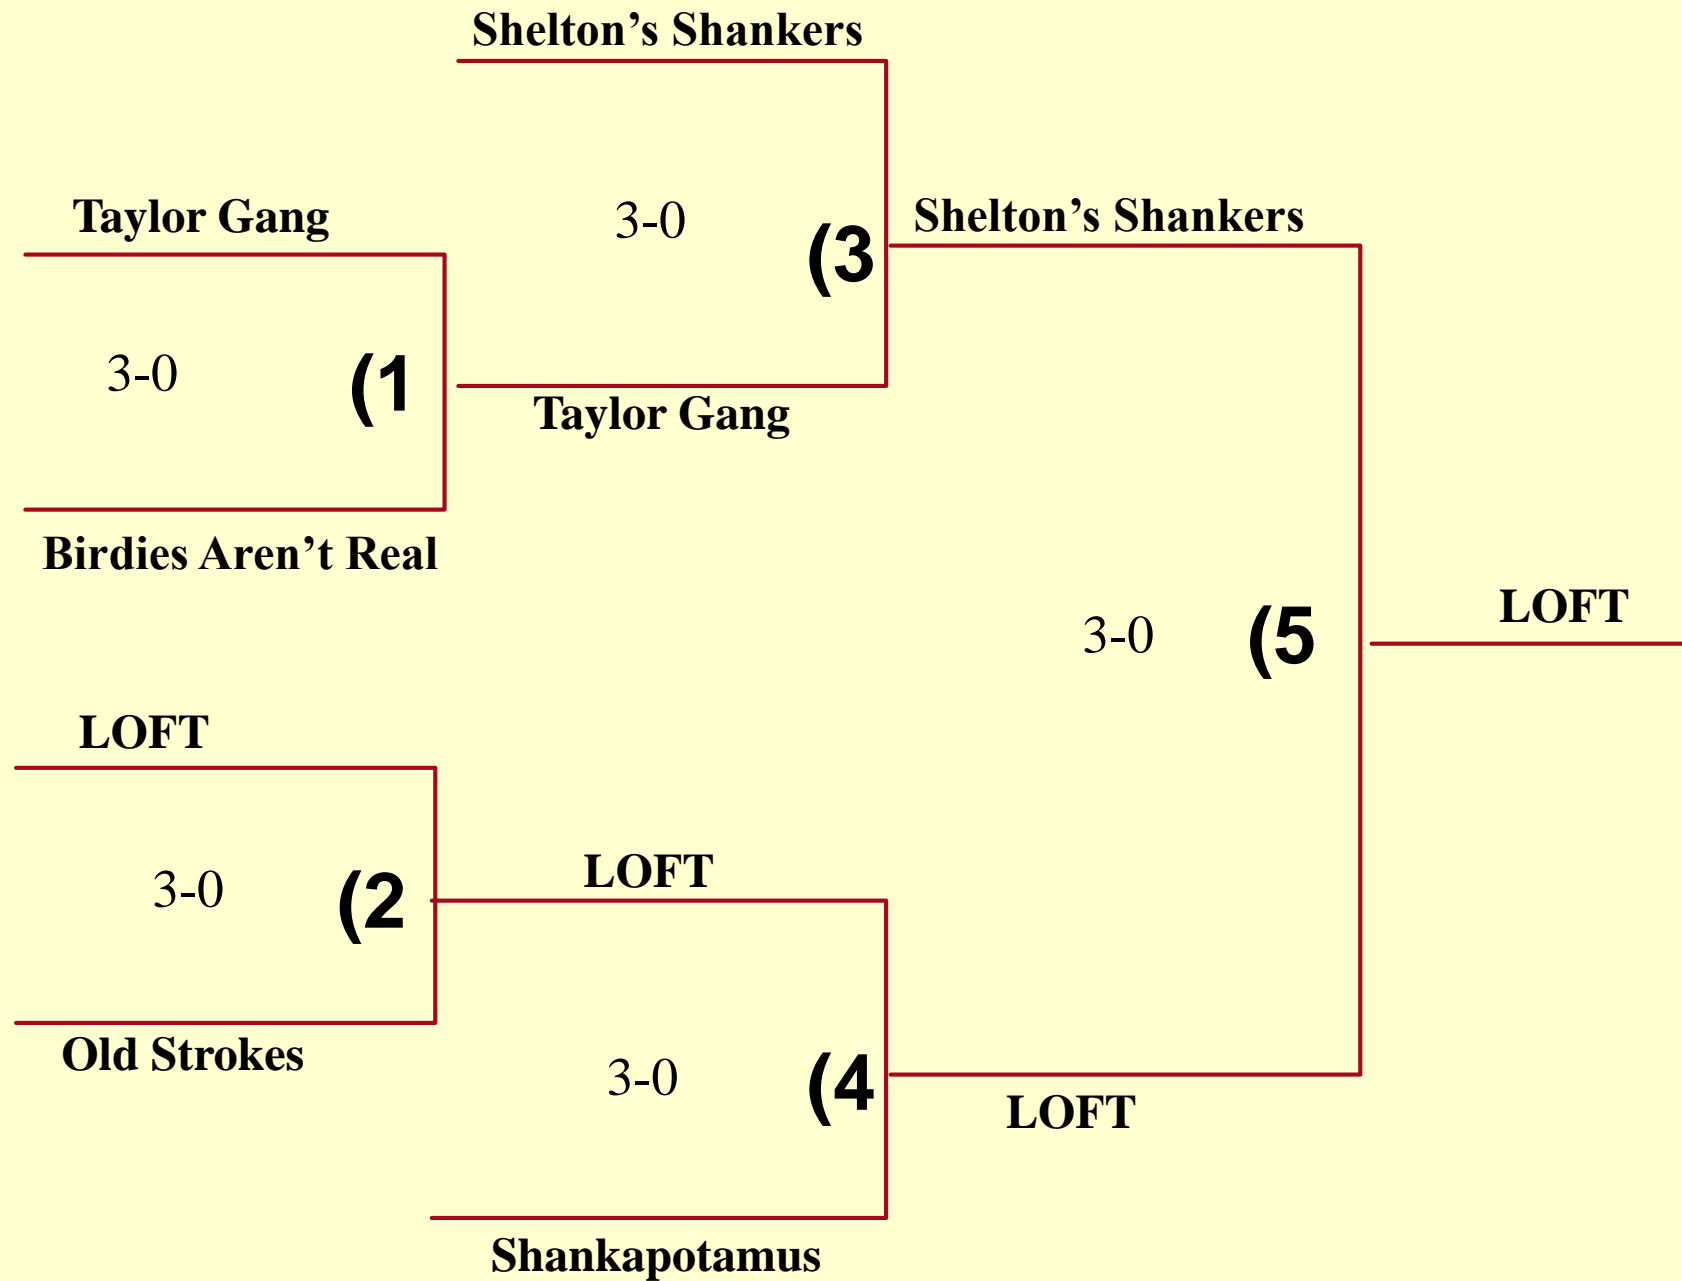 Shelton’s Shankers
Taylor Gang
3-0
(3
Shelton’s Shankers
3-0
(1
Taylor Gang
Birdies Aren’t Real
3-0
(5
LOFT
LOFT
3-0
(2
LOFT
Old Strokes
3-0
(4
LOFT
Shankapotamus